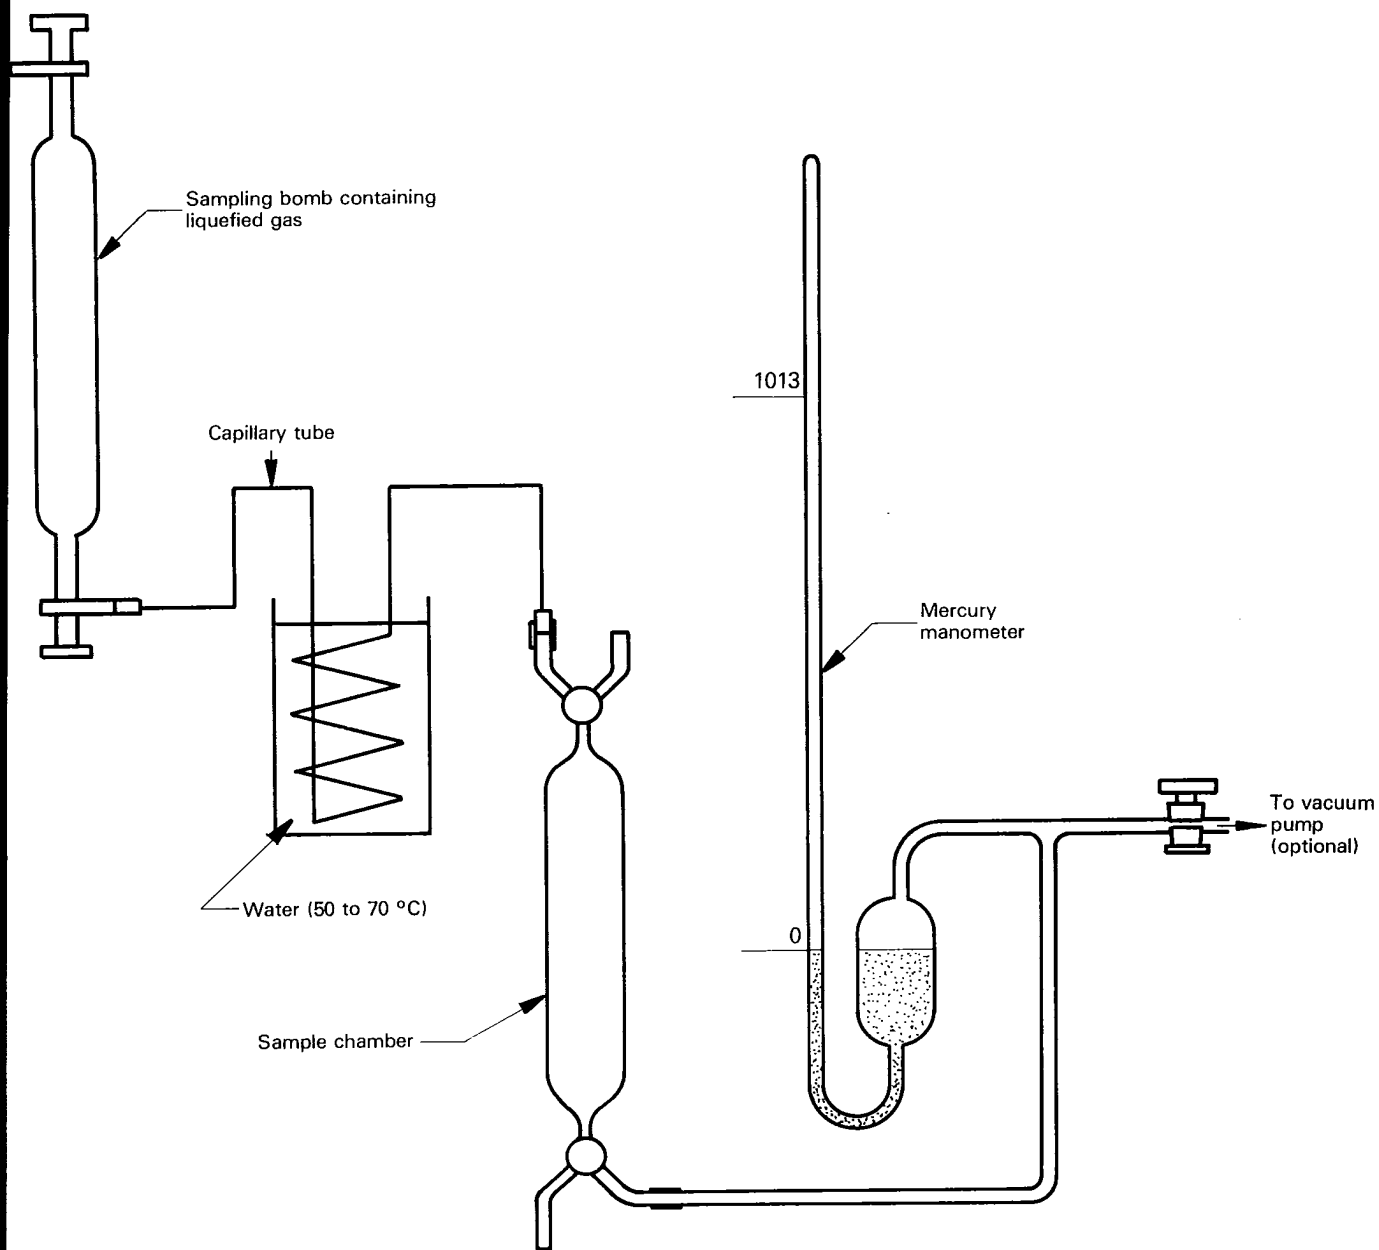 Sampling bomb containing
liquefied gas
1013
Capillary tube
Mercury
manometer
To vacuum
pump
(optional)
Water (50 to 70 °C)
0
Sample chamber